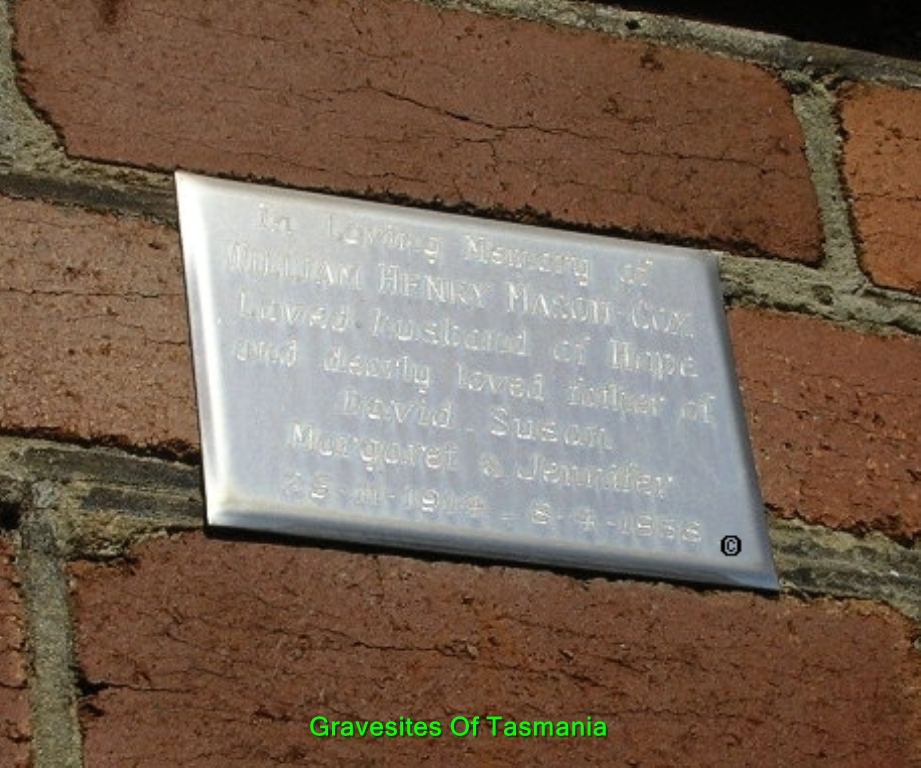 In Loving Memory of
WILLIAM HENRY MASON-COX
Loved husband of Hope
and dearly loved father of
David Susan
Margaret & Jennifer
©
Gravesites Of Tasmania